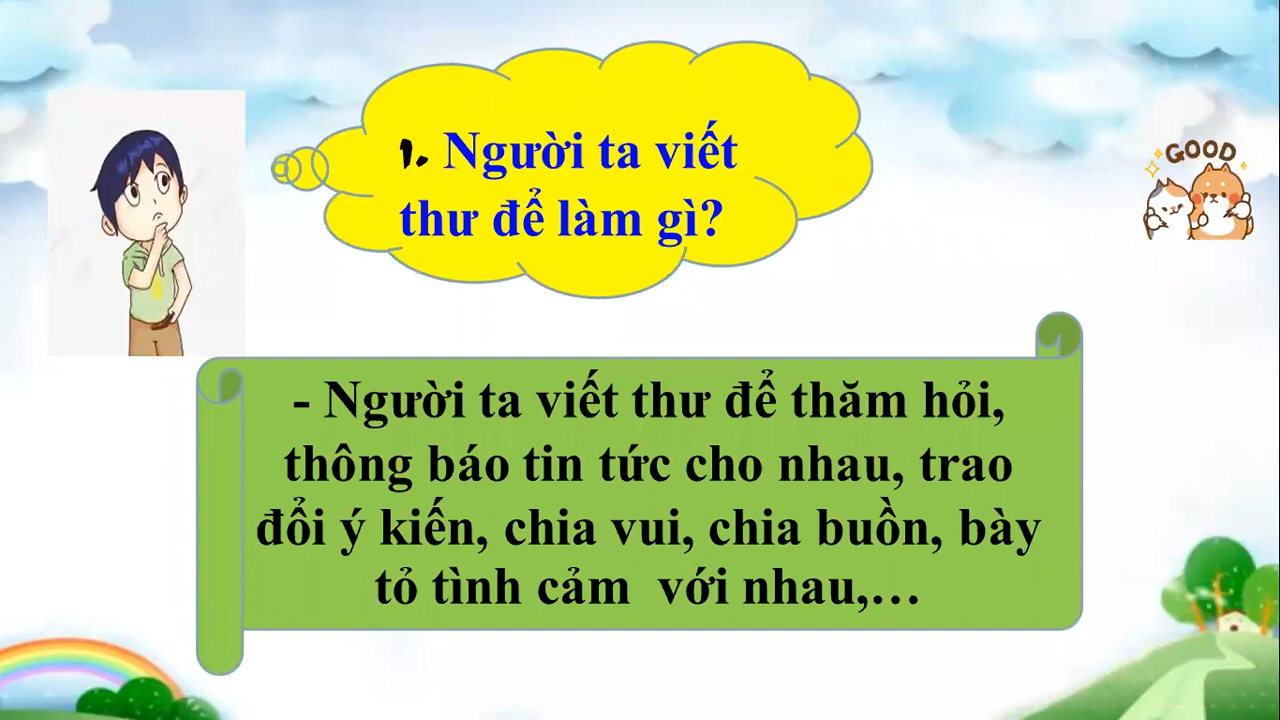 1. Người ta viết
thư để làm gì?
GOOD
- Người ta viết thư để thăm hỏi,
thông báo tin tức cho nhau, trao
đổi ý kiến, chia vui, chia buồn, bày
tỏ tình cảm  với nhau,…